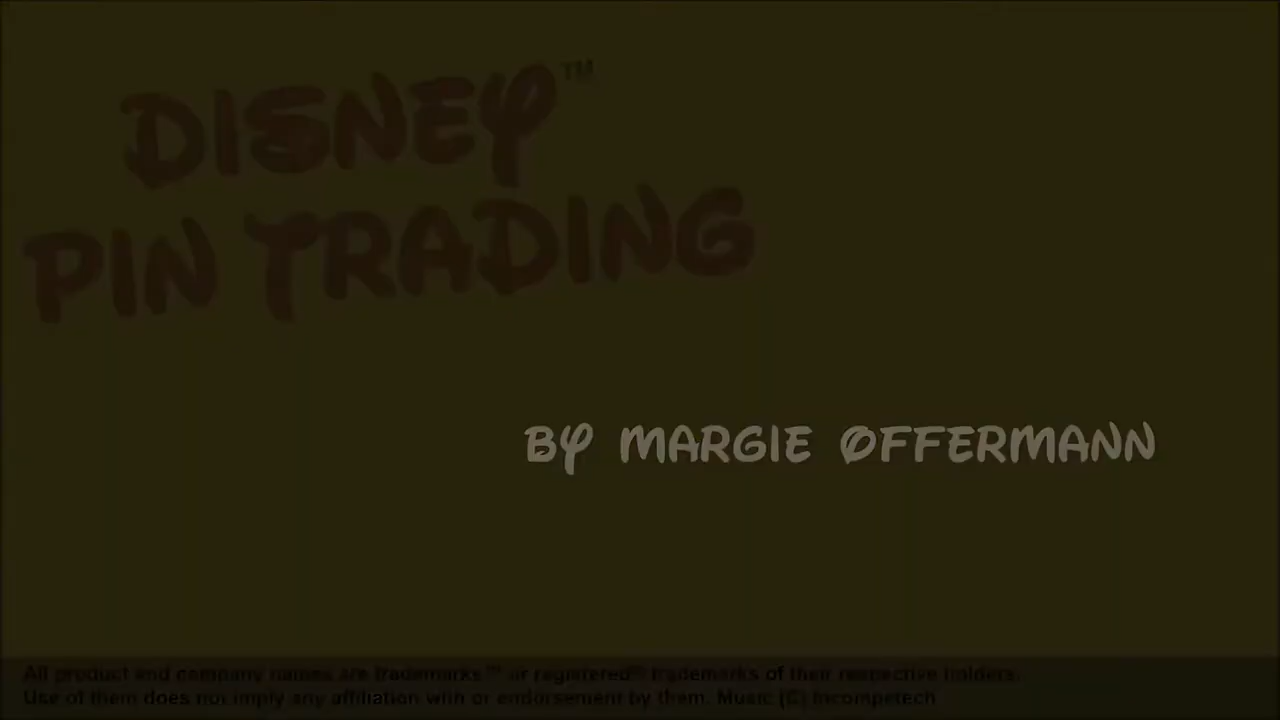 DISNEY™
PIN TRADING
BY MARGIE OFFERMANN
All product and company names are trademarks™ or registered® trademarks of their respective holders.
Use of them does not imply any affiliation with or endorsement by them. Music (C) Incompetech